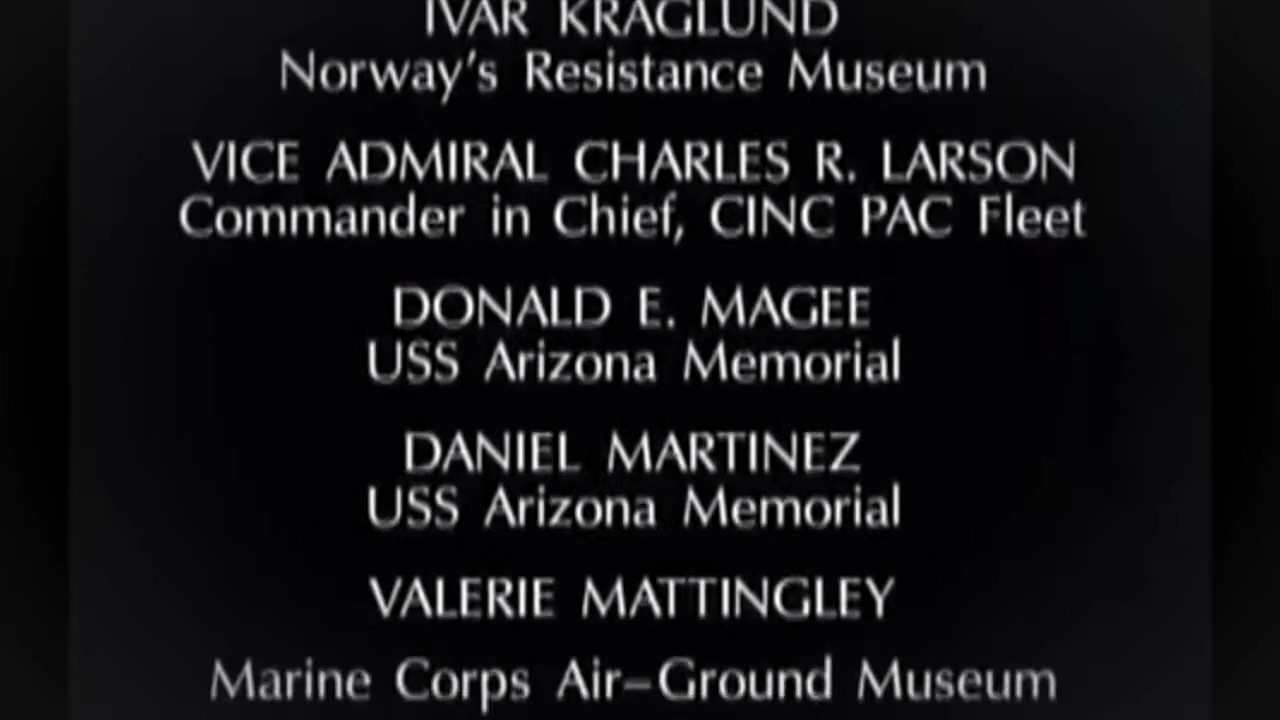 IVAR KRAGLUND
Norway's Resistance Museum
VICE ADMIRAL CHARLES R. LARSON
Commander in Chief, CINC PAC Fleet
DONALD E. MAGEE
USS Arizona Memorial
DANIEL MARTINEZ
USS Arizona Memorial
VALERIE MATTINGLEY
Marine Corps Air–Ground Museum